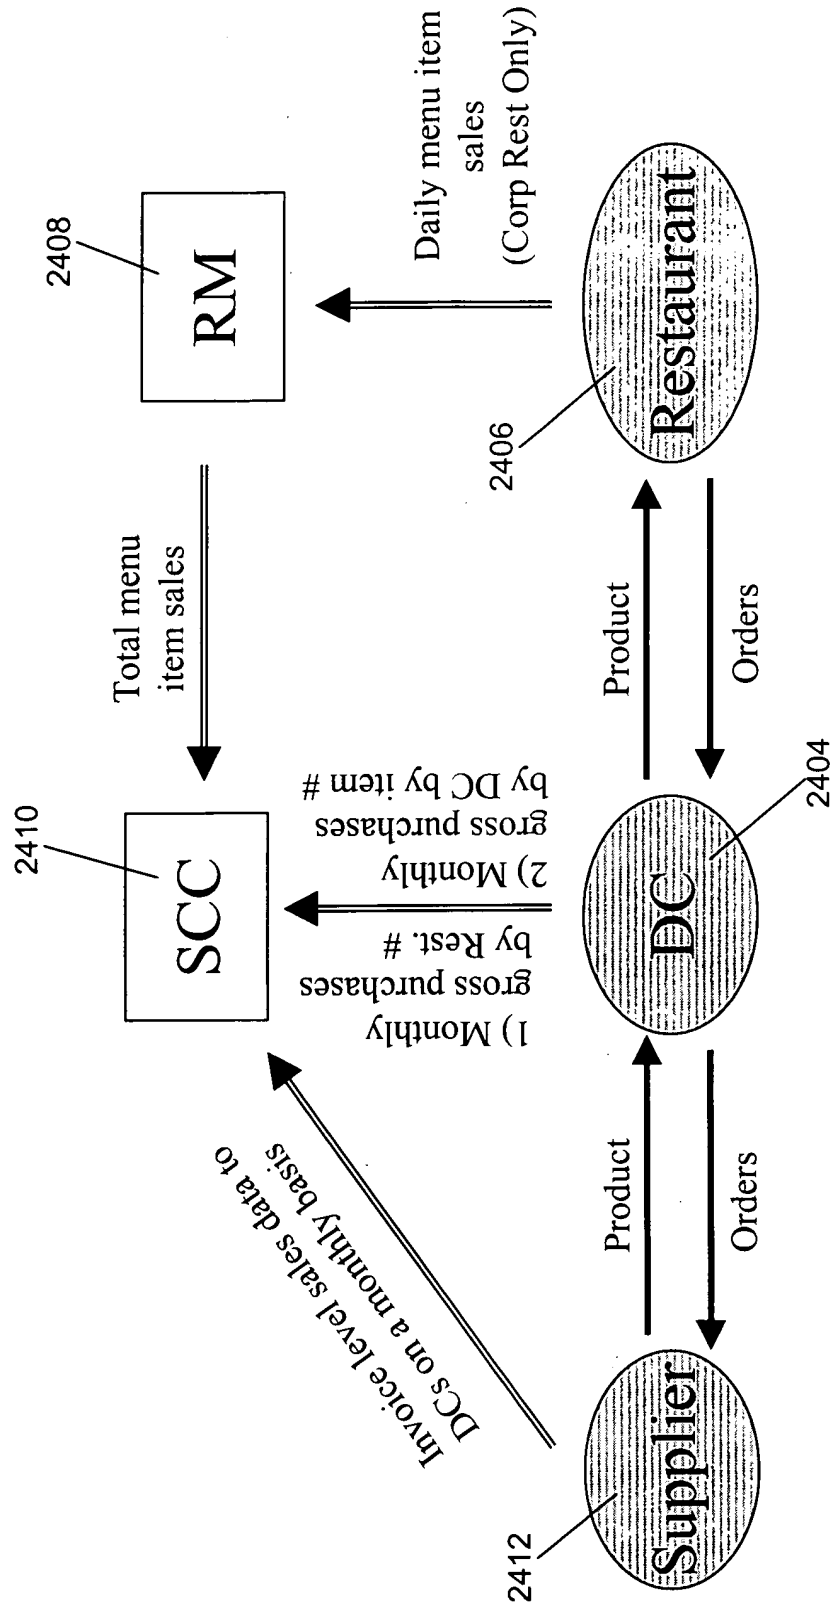 2410
SCC
2408
RM
Total menu
item sales
Invoice level sales data to
DCs on a monthly basis
1) Monthly
gross purchases
by Rest. #
2) Monthly
gross purchases
by DC by item #
Daily menu item
sales
((Corp Rest Only)
2412
Supplier
Product
Orders
DC
2404
Product
Orders
2406
Restaurant